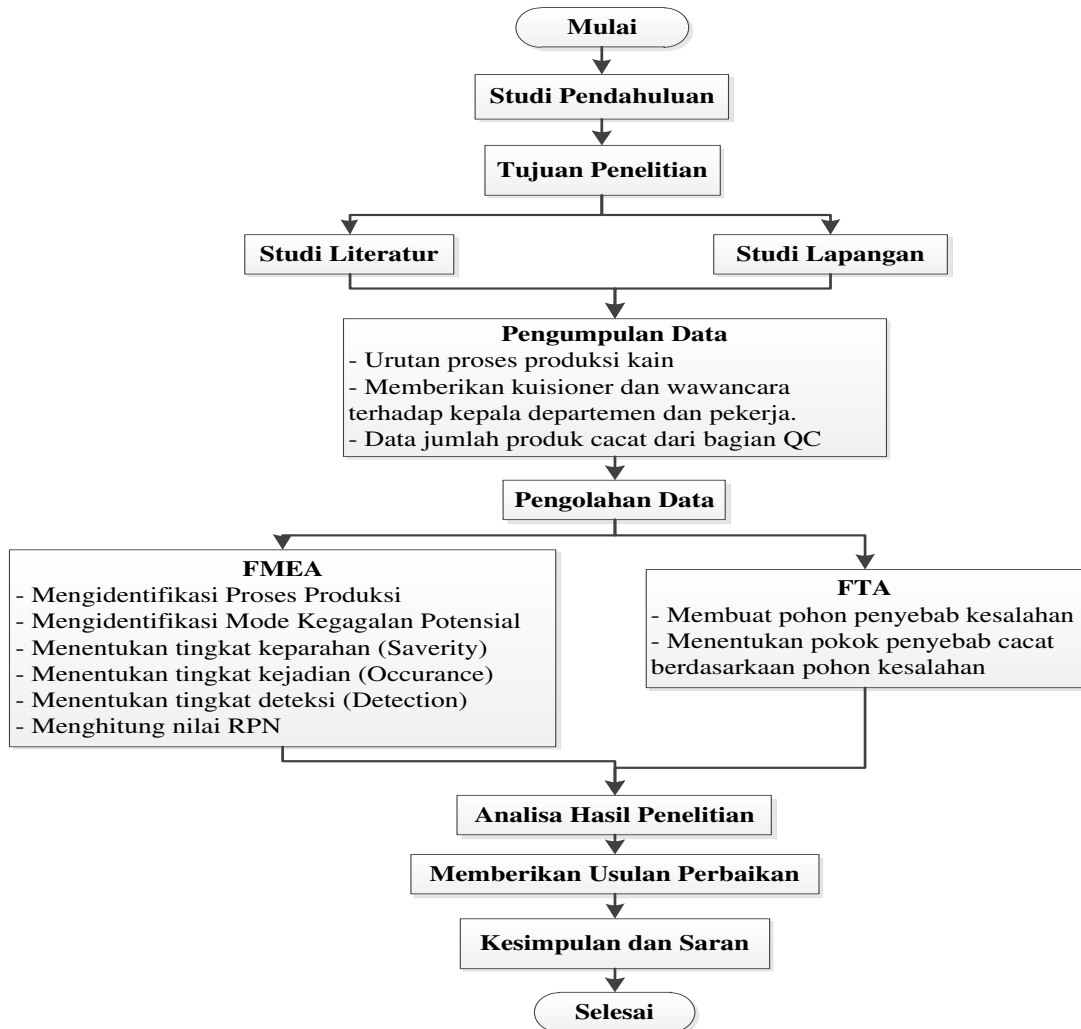 Mulai
Studi Pendahuluan
Tujuan Penelitian
Studi Literatur
Studi Lapangan
Pengumpulan Data
- Urutan proses produksi kain
- Memberikan kuisioner dan wawancara
terhadap kepala departemen dan pekerja.
- Data jumlah produk cacat dari bagian QC
Pengolahan Data
FMEA
- Mengidentifikasi Proses Produksi
- Mengidentifikasi Mode Kegagalan Potensial
- Menentukan tingkat keparahan (Saverity)
- Menentukan tingkat kejadian (Occurance)
- Menentukan tingkat deteksi (Detection)
- Menghitung nilai RPN
FTA
- Membuat pohon penyebab kesalahan
- Menentukan pokok penyebab cacat
berdasarkaan pohon kesalahan
Analisa Hasil Penelitian
Memberikan Usulan Perbaikan
Kesimpulan dan Saran
Selesai